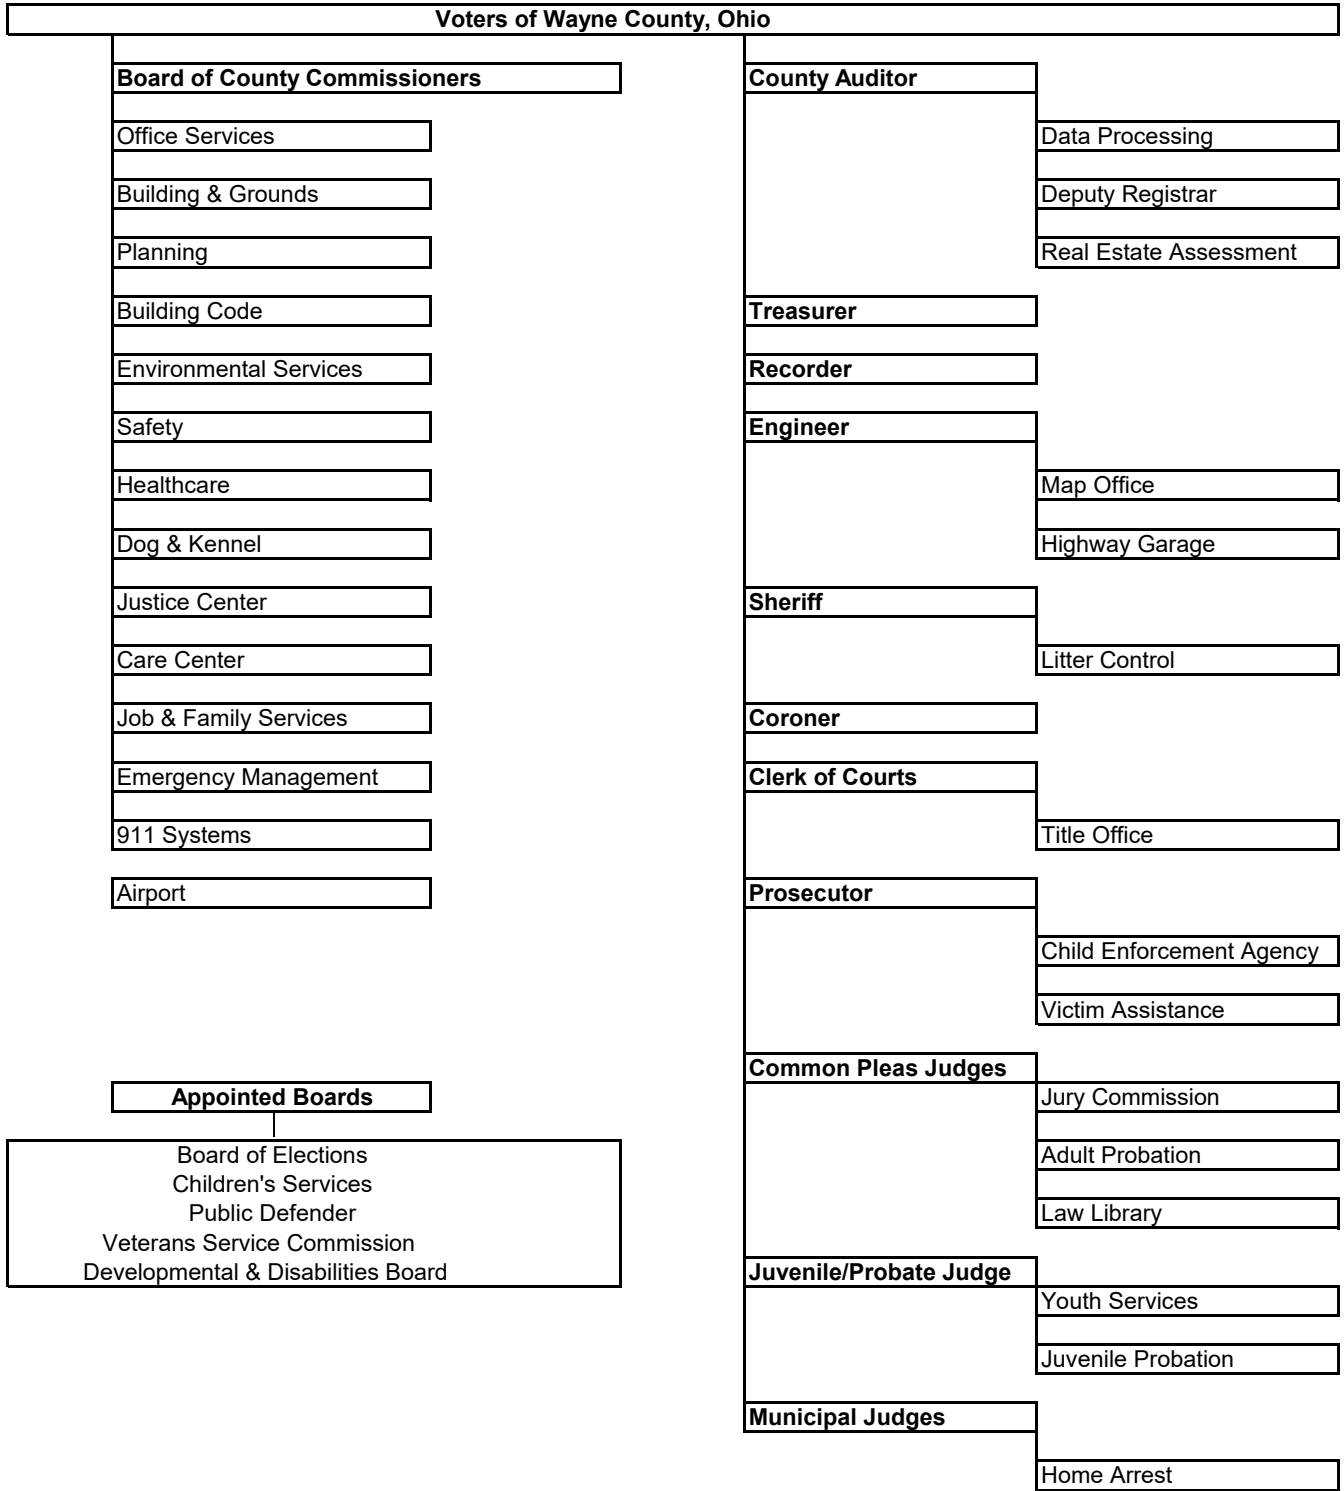 Voters of Wayne County, Ohio
Board of County Commissioners
Office Services
Building & Grounds
Planning
Building Code
Environmental Services
Safety
Healthcare
Dog & Kennel
Justice Center
Care Center
Job & Family Services
Emergency Management
911 Systems
Airport
Appointed Boards
Board of Elections
Children's Services
Public Defender
Veterans Service Commission
Developmental & Disabilities Board
County Auditor
Data Processing
Deputy Registrar
Real Estate Assessment
Treasurer
Recorder
Engineer
Map Office
Highway Garage
Sheriff
Litter Control
Coroner
Clerk of Courts
Title Office
Prosecutor
Child Enforcement Agency
Victim Assistance
Common Pleas Judges
Jury Commission
Adult Probation
Law Library
Juvenile/Probate Judge
Youth Services
Juvenile Probation
Municipal Judges
Home Arrest